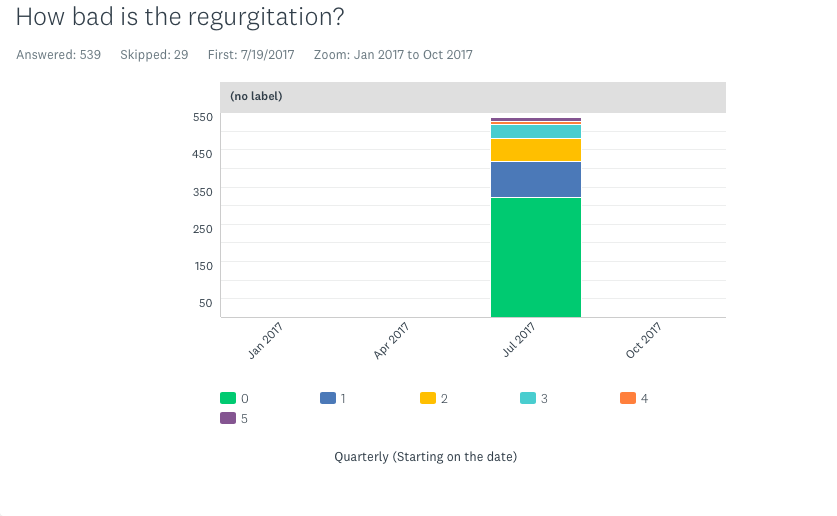 How bad is the regurgitation?
Answered: 539 Skipped: 29 First: 7/19/2017 Zoom: Jan 2017 to Oct 2017
(no label)
550
450
350
250
150
50
Jan 2017 Apr 2017 Jul 2017 Oct 2017
0 1 2 3 4
5
Quarterly (Starting on the date)